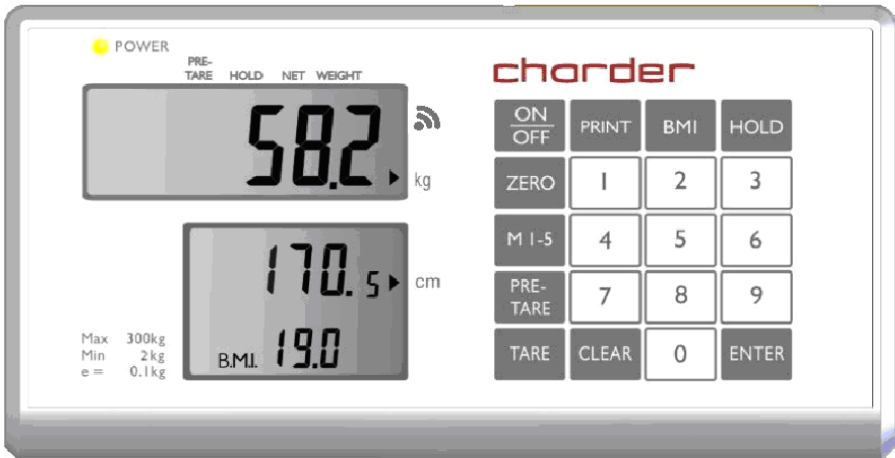 POWER
PRE-
TARE HOLD NET WEIGHT
58.2
kg
170.5
cm
B.M.I. 19.0
Max 300kg
Min 2kg
e = 0.1kg
charder
ON
OFF
PRINT
BMI
HOLD
ZERO
1
2
3
M 1-5
4
5
6
PRE-
TARE
7
8
9
TARE
CLEAR
0
ENTER